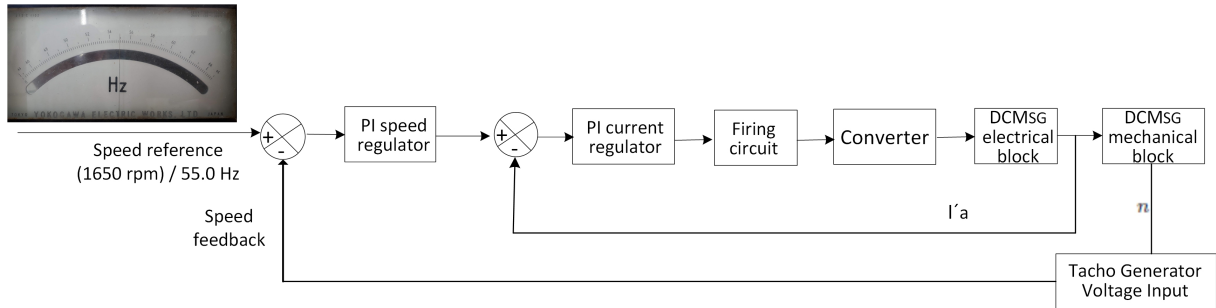 Hz
YOKOGAWA ELECTRIC WORKS LTD
Speed reference
(1650 rpm) / 55.0 Hz
+
-
PI speed
regulator
+
-
PI current
regulator
Firing
circuit
Converter
DCMSG
electrical
block
DCMSG
mechanical
block
I´a
n
Speed
feedback
Tacho Generator
Voltage Input